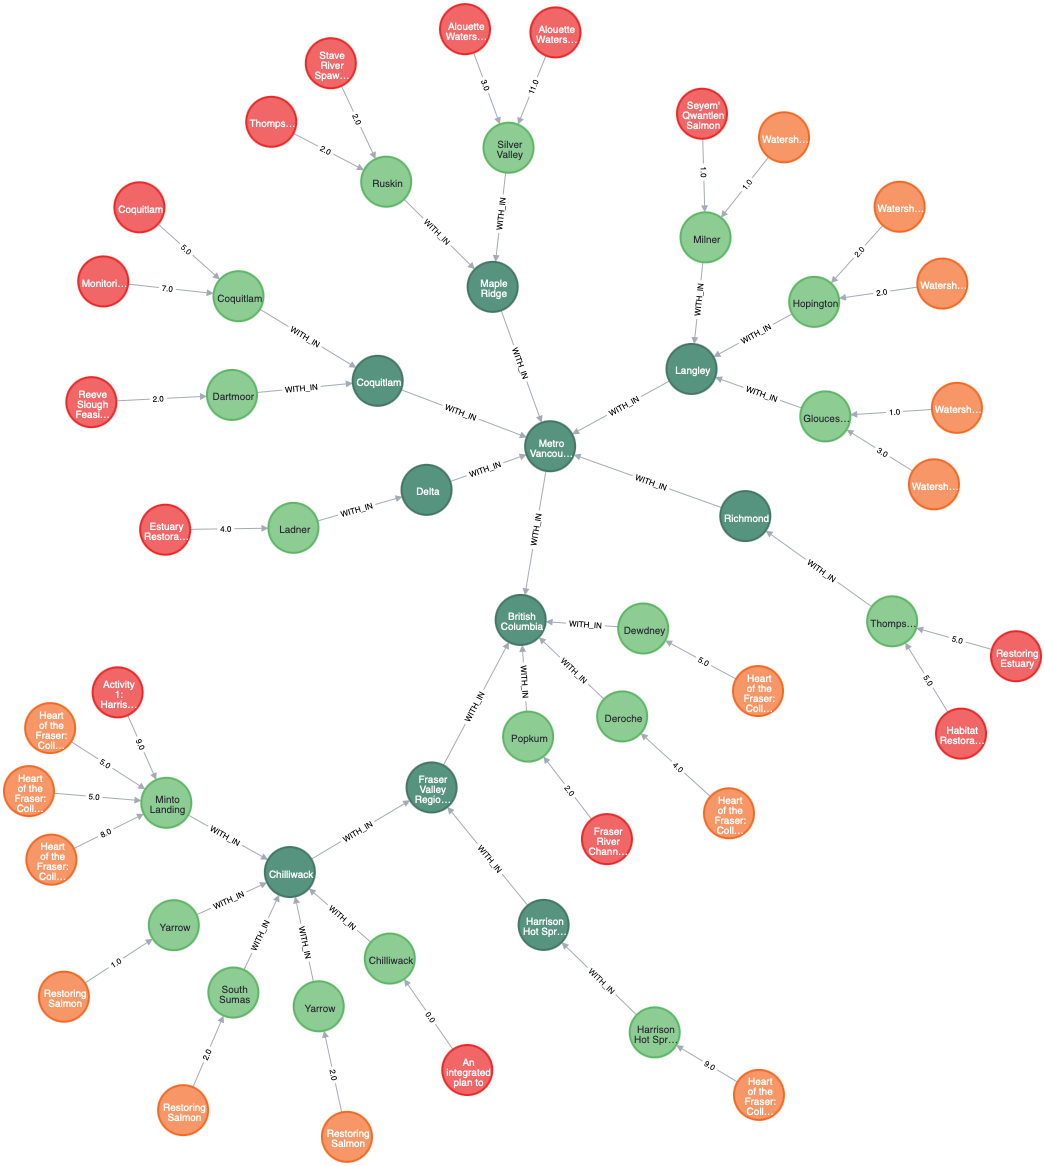 Alouette
Waters…
Alouette
Waters…
3.0
11.0
Stave
River
Spaw…
Thomps…
2.0
2.0
Silver
Valley
Ruskin
WITH_IN
WITH_IN
Maple
Ridge
WITH_IN
Seyem'
Qwantlen
Salmon
Watersh…
1.0
1.0
Milner
WITH_IN
Watersh…
2.0
Watersh…
2.0
Hopington
WITH_IN
Langley
WITH_IN
WITH_IN
Glouces…
1.0
Watersh…
3.0
Watersh…
Coquitlam
5.0
Monitori…
7.0
Coquitlam
WITH_IN
Reeve
Slough
Feasi…
2.0
Dartmoor
WITH_IN
Coquitlam
WITH_IN
Metro
Vancou…
Estuary
Restora…
4.0
Ladner
WITH_IN
Delta
WITH_IN
WITH_IN
Richmond
WITH_IN
Thomps…
5.0
Restoring
Estuary
5.0
Habitat
Restora…
WITH_IN
British
Columbia
WITH_IN
Dewdney
5.0
Heart
of the
Fraser:
Coll…
WITH_IN
Deroche
4.0
Heart
of the
Fraser:
Coll…
WITH_IN
Popkum
2.0
Fraser
River
Chann…
WITH_IN
Fraser
Valley
Regio…
Activity
1:
Harris…
9.0
Heart
of the
Fraser:
Coll…
5.0
Heart
of the
Fraser:
Coll…
5.0
Heart
of the
Fraser:
Coll…
8.0
Minto
Landing
WITH_IN
Chilliwack
WITH_IN
WITH_IN
Harrison
Hot Spr…
WITH_IN
Harrison
Hot Spr…
9.0
Heart
of the
Fraser:
Coll…
Yarrow
WITH_IN
1.0
Restoring
Salmon
South
Sumas
WITH_IN
2.0
Restoring
Salmon
Yarrow
WITH_IN
2.0
Restoring
Salmon
Chilliwack
WITH_IN
0.0
An
integrated
plan to